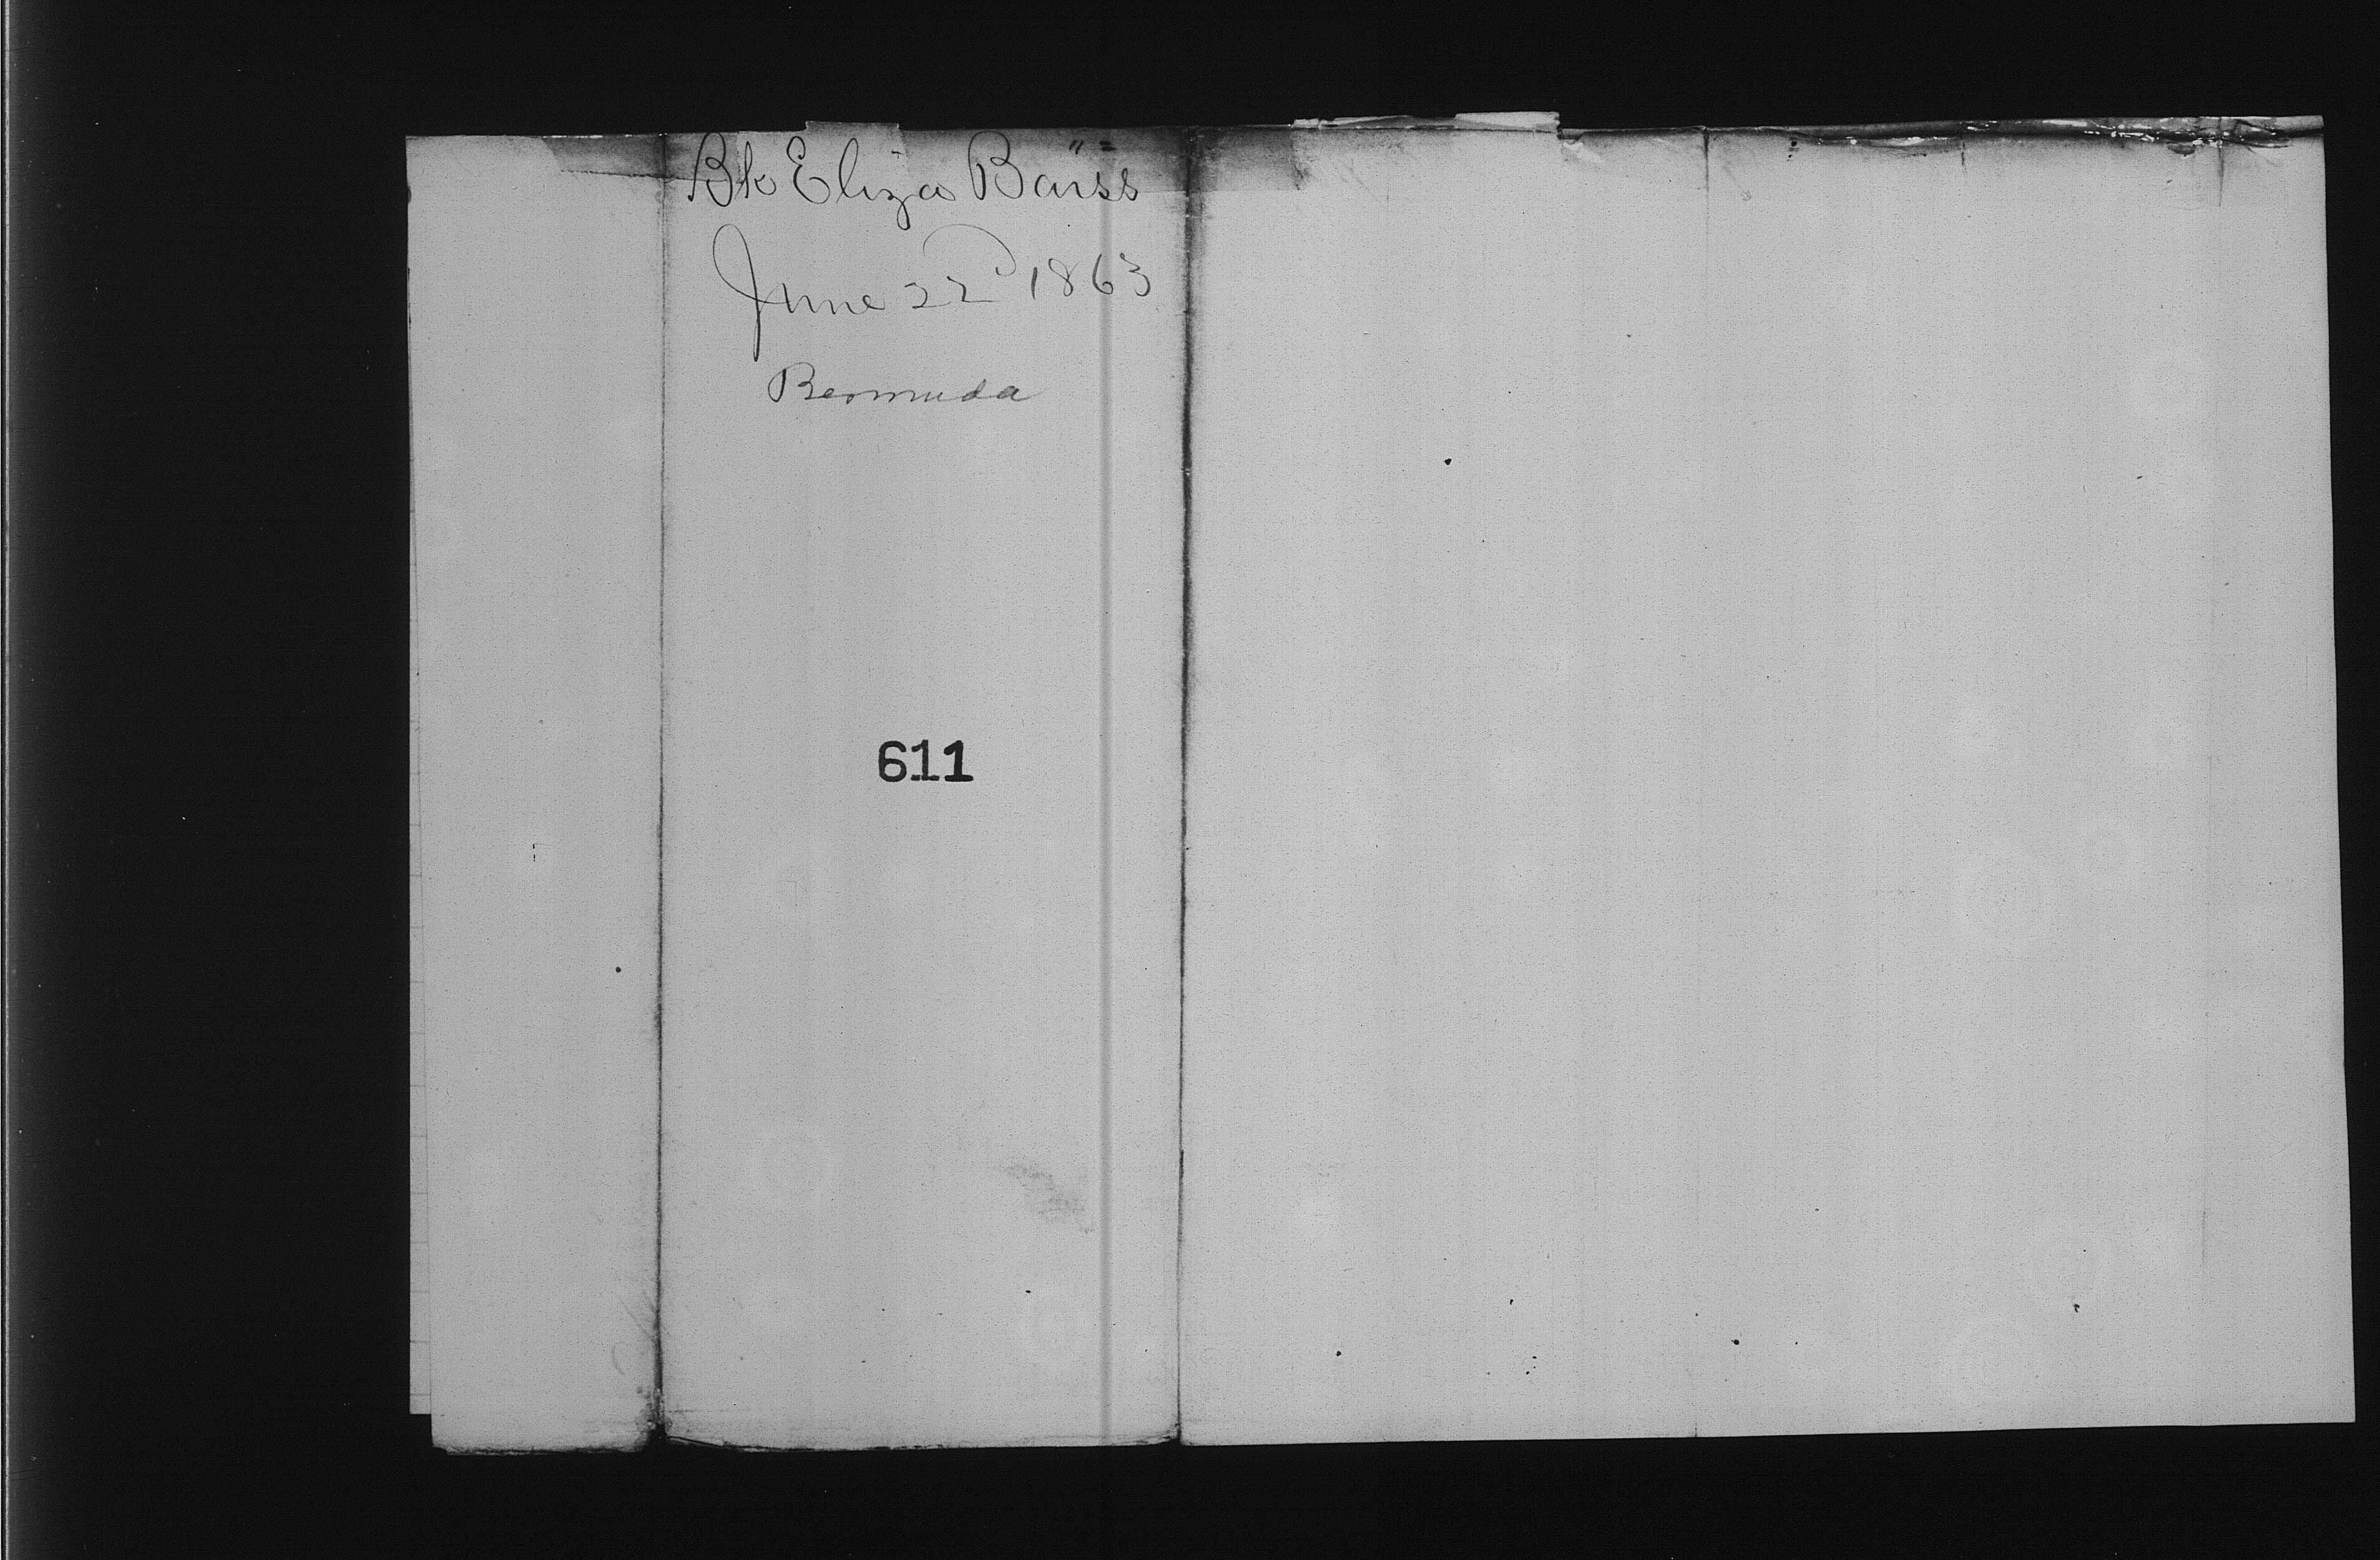 Bk Eliza Barss
June 22ᵈ 1863
Bermuda
611